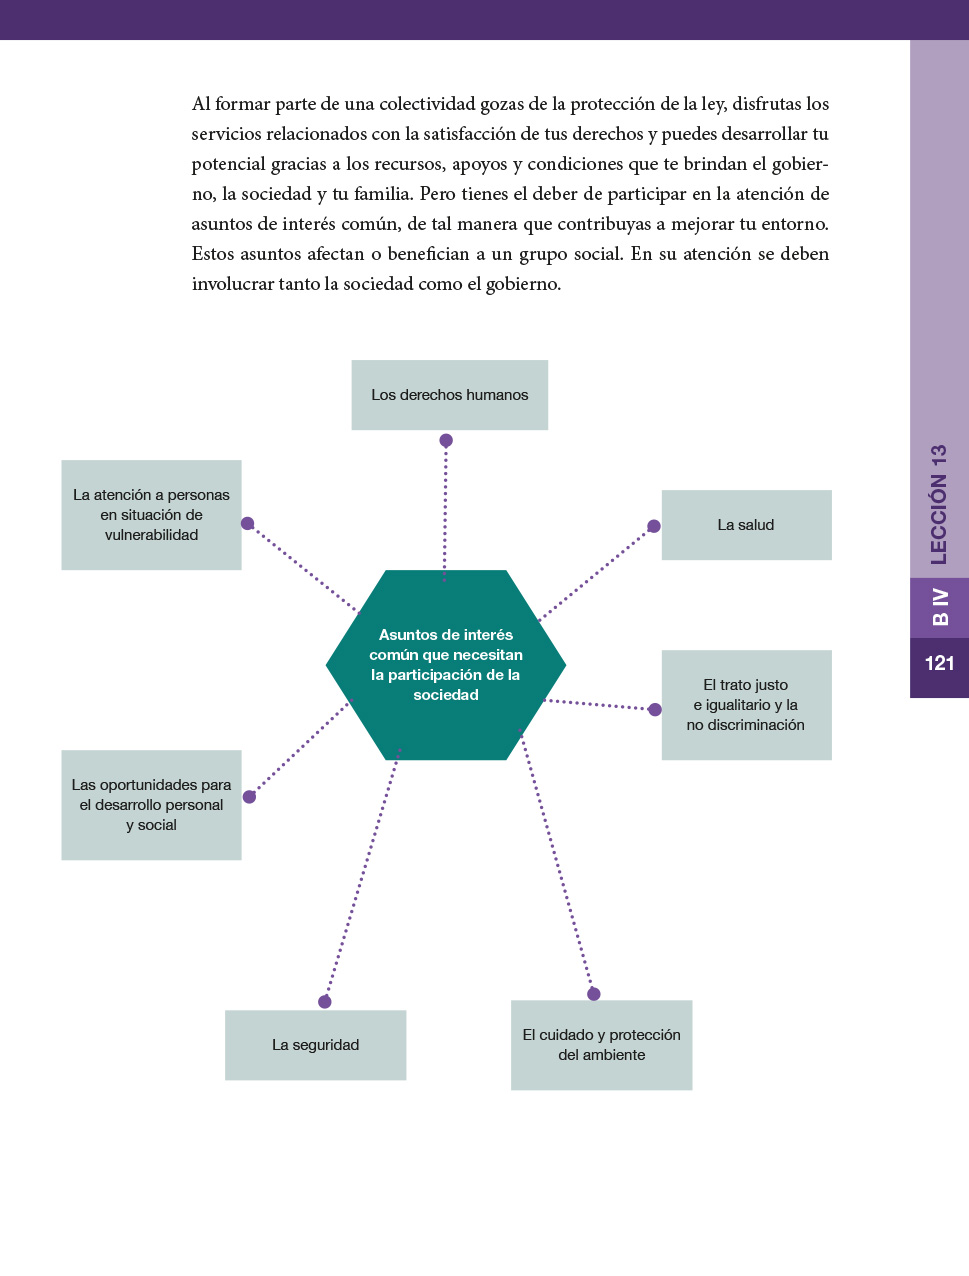 Al formar parte de una colectividad gozas de la protección de la ley, disfrutas los
servicios relacionados con la satisfacción de tus derechos y puedes desarrollar tu
potencial gracias a los recursos, apoyos y condiciones que te brindan el gobier-
no, la sociedad y tu familia. Pero tienes el deber de participar en la atención de
asuntos de interés común, de tal manera que contribuyas a mejorar tu entorno.
Estos asuntos afectan o benefician a un grupo social. En su atención se deben
involucrar tanto la sociedad como el gobierno.
Los derechos humanos
La atención a personas
en situación de
vulnerabilidad
La salud
Asuntos de interés
común que necesitan
la participación de la
sociedad
El trato justo
e igualitario y la
no discriminación
Las oportunidades para
el desarrollo personal
y social
La seguridad
El cuidado y protección
del ambiente
LECCIÓN 13
B IV
121